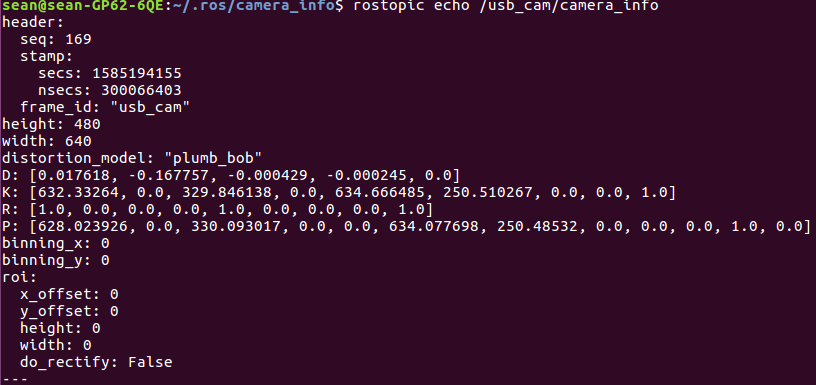 sean@sean-GP62-6QE:~/.ros/camera_info$ rostopic echo /usb_cam/camera_info
header:
  seq: 169
  stamp:
    secs: 1585194155
    nsecs: 300066403
  frame_id: "usb_cam"
height: 480
width: 640
distortion_model: "plumb_bob"
D: [0.017618, -0.167757, -0.000429, -0.000245, 0.0]
K: [632.33264, 0.0, 329.846138, 0.0, 634.666485, 250.510267, 0.0, 0.0, 1.0]
R: [1.0, 0.0, 0.0, 0.0, 1.0, 0.0, 0.0, 0.0, 1.0]
P: [628.023926, 0.0, 330.093017, 0.0, 0.0, 634.077698, 250.48532, 0.0, 0.0, 0.0, 1.0, 0.0]
binning_x: 0
binning_y: 0
roi:
  x_offset: 0
  y_offset: 0
  height: 0
  width: 0
  do_rectify: False
---